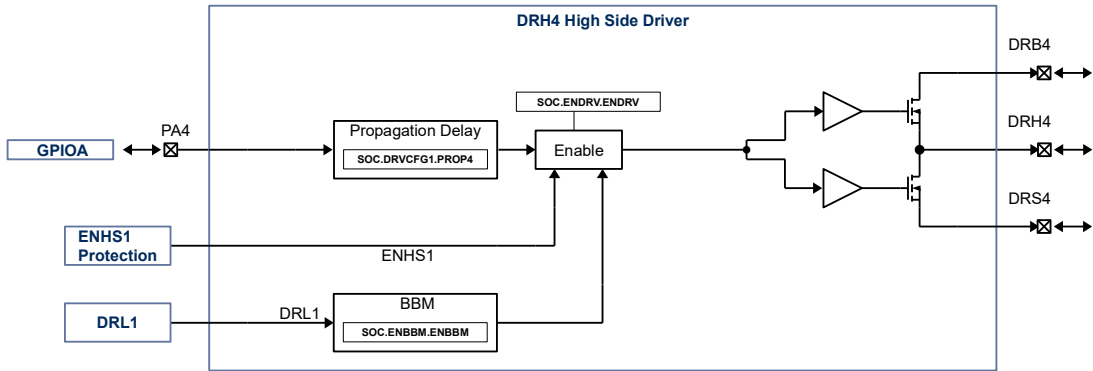 DRH4 High Side Driver
DRB4
SOC.ENDRV.ENDRV
PA4
Propagation Delay
GPIOA
SOC.DRVCFG1.PROP4
Enable
DRH4
DRS4
ENHS1
Protection
ENHS1
BBM
DRL1
DRL1
SOC.ENBBM.ENBBM